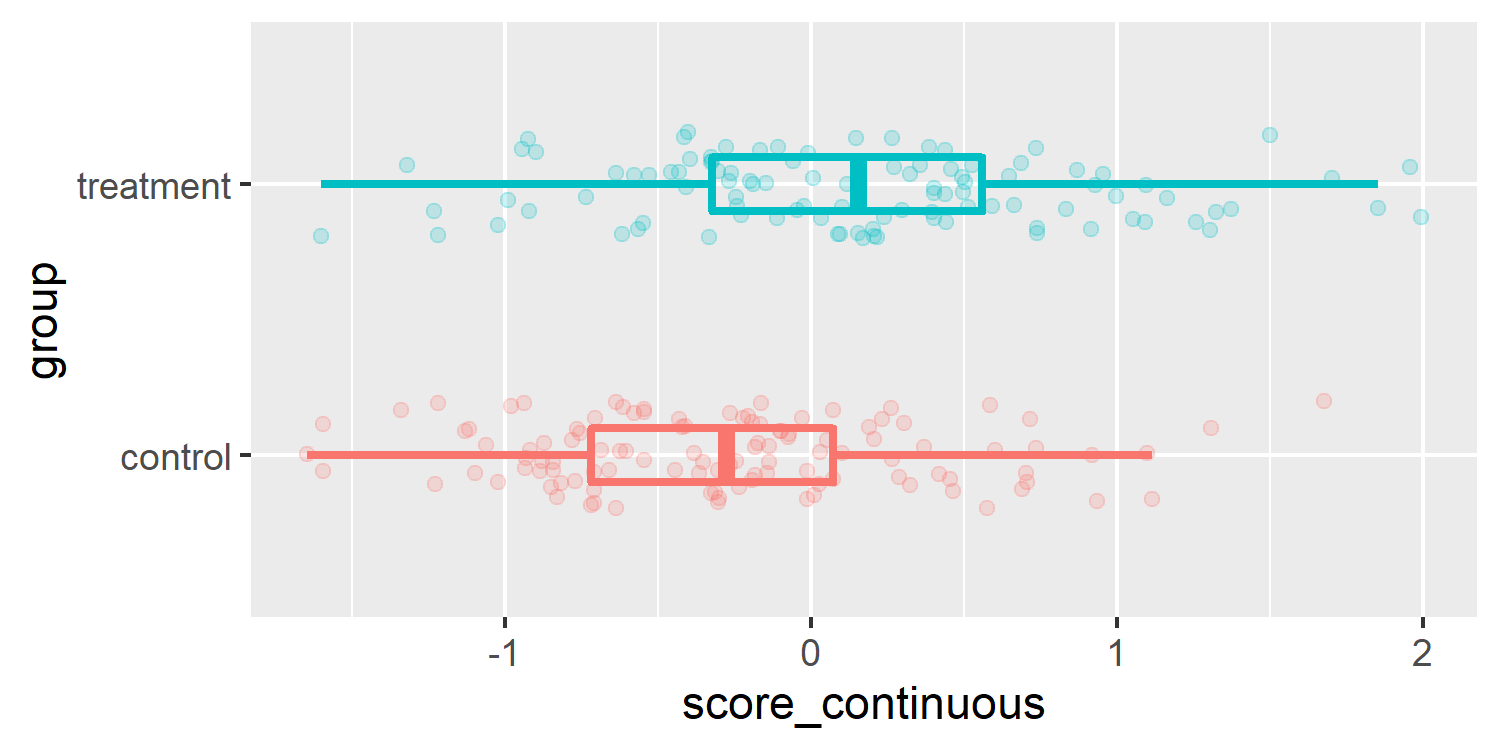 treatment
control
group
-1 0 1 2
score_continuous